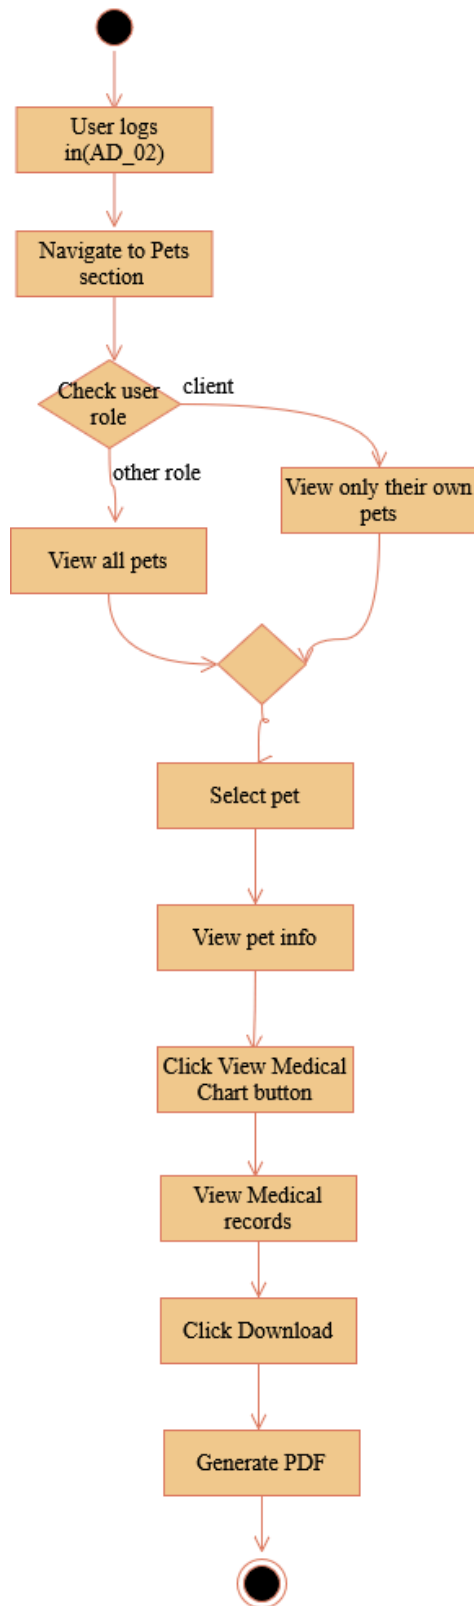 User logs
in(AD_02)
Navigate to Pets
section
Check user
role
client
other role
View only their own
pets
View all pets
Select pet
View pet info
Click View Medical
Chart button
View Medical
records
Click Download
Generate PDF